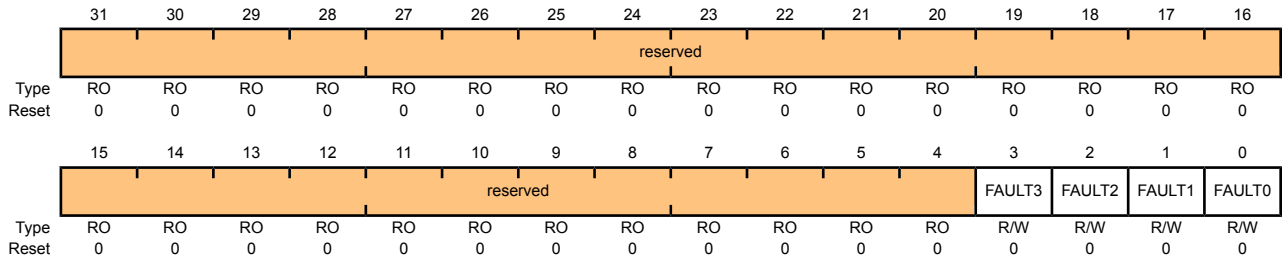 31 30 29 28 27 26 25 24 23 22 21 20 19 18 17 16
reserved
Type RO RO RO RO RO RO RO RO RO RO RO RO RO RO RO RO
Reset 0 0 0 0 0 0 0 0 0 0 0 0 0 0 0 0
15 14 13 12 11 10 9 8 7 6 5 4 3 2 1 0
reserved FAULT3 FAULT2 FAULT1 FAULT0
Type RO RO RO RO RO RO RO RO RO RO RO RO R/W R/W R/W R/W
Reset 0 0 0 0 0 0 0 0 0 0 0 0 0 0 0 0